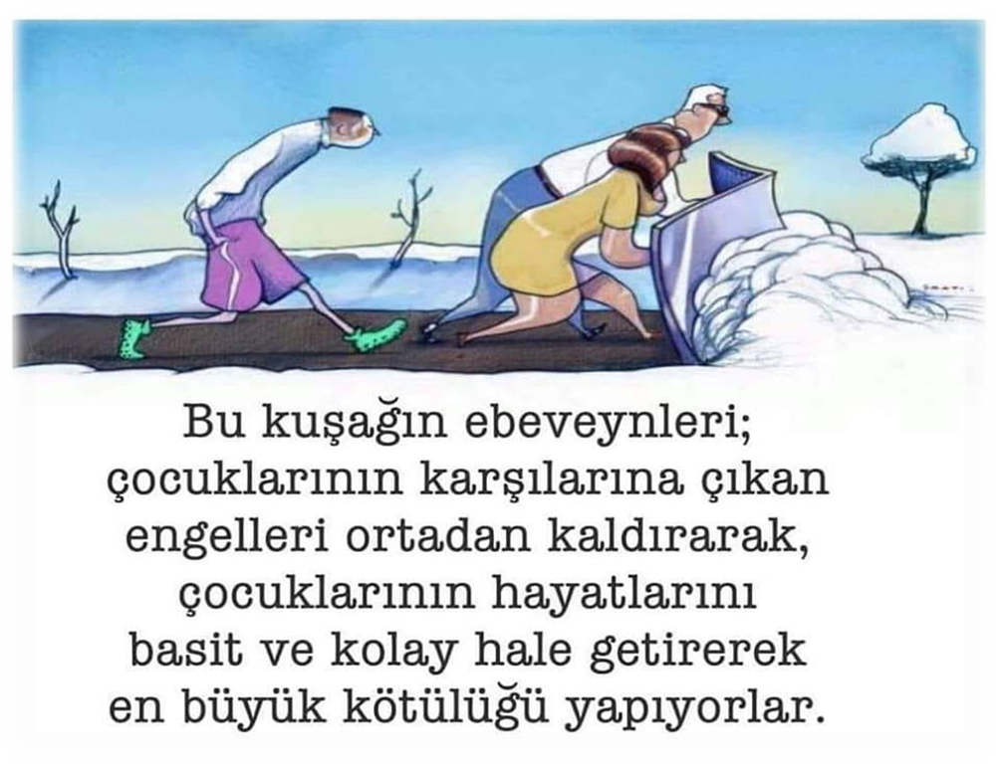 Bu kuşağın ebeveynleri;
çocuklarının karşılarına çıkan
engelleri ortadan kaldırarak,
çocuklarının hayatlarını
basit ve kolay hale getirerek
en büyük kötülüğü yapıyorlar.